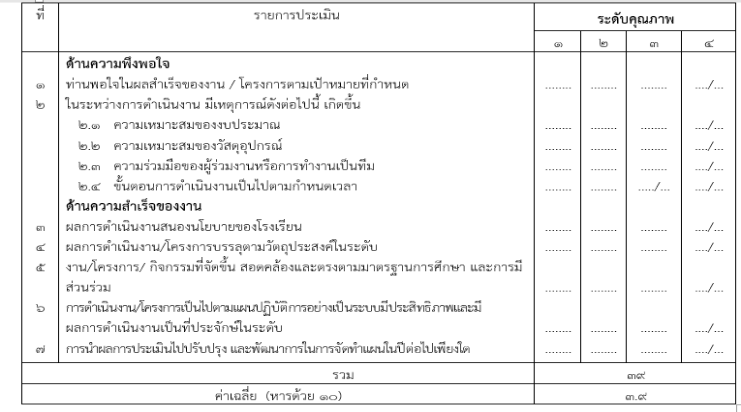 ที่ รายการประเมิน ระดับคุณภาพ
๑ ๒ ๓ ๔
ด้านความพึงพอใจ
๑ ท่านพอใจในผลสำเร็จของงาน / โครงการตามเป้าหมายที่กำหนด ........ ........ ........ ..../...
๒ ในระหว่างการดำเนินงาน มีเหตุการณ์ดังต่อไปนี้ เกิดขึ้น
๒.๑ ความเหมาะสมของงบประมาณ ........ ........ ........ ..../...
๒.๒ ความเหมาะสมของวัสดุอุปกรณ์ ........ ........ ........ ..../...
๒.๓ ความร่วมมือของผู้ร่วมงานหรือการทำงานเป็นทีม ........ ........ ........ ..../...
๒.๔ ขั้นตอนการดำเนินงานเป็นไปตามกำหนดเวลา ........ ........ ...../... ..../...
ด้านความสำเร็จของงาน
๓ ผลการดำเนินงานสนองนโยบายของโรงเรียน ........ ........ ........ ..../...
๔ ผลการดำเนินงาน/โครงการบรรลุตามวัตถุประสงค์ในระดับ ........ ........ ........ ..../...
๕ งาน/โครงการ/ กิจกรรมที่จัดขึ้น สอดคล้องและตรงตามมาตรฐานการศึกษา และการมี
ส่วนร่วม ........ ........ ........ ..../...
๖ การดำเนินงาน/โครงการเป็นไปตามแผนปฏิบัติการอย่างเป็นระบบมีประสิทธิภาพและมี
ผลการดำเนินงานเป็นที่ประจักษ์ในระดับ ........ ........ ........ ..../...
๗ การนำผลการประเมินไปปรับปรุง และพัฒนาการในการจัดทำแผนในปีต่อไปเพียงใด ........ ........ ........ ..../...
รวม ๓๙
ค่าเฉลี่ย (หารด้วย ๑๐) ๓.๙